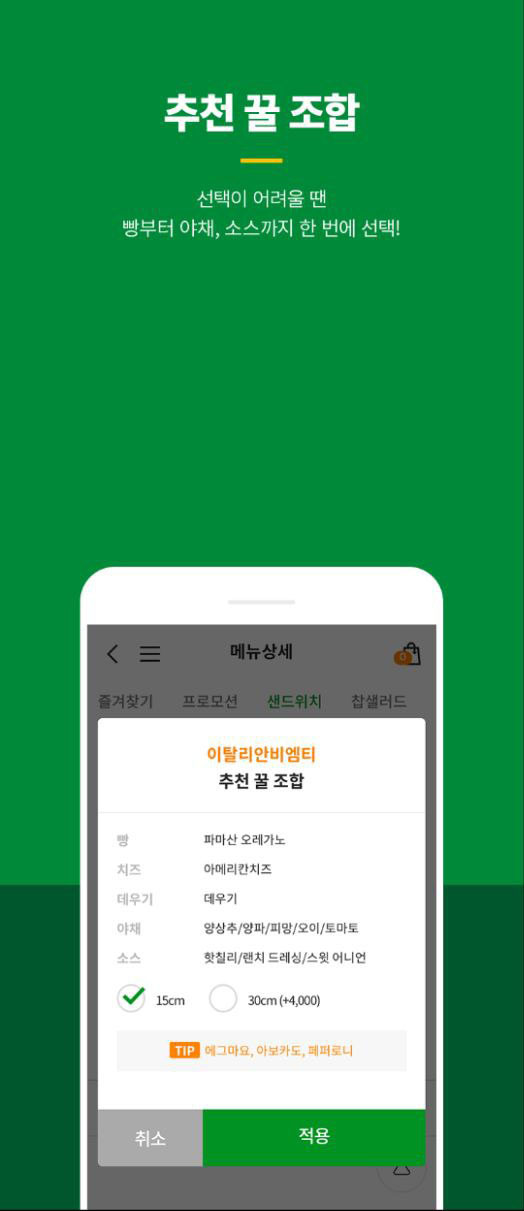 추천 꿀 조합
선택이 어려울 땐
빵부터 야채, 소스까지 한 번에 선택!
메뉴상세
0
즐겨찾기 프로모션 샌드위치 찹샐러드
이탈리안비엠티
추천 꿀 조합
빵 파마산 오레가노
치즈 아메리칸치즈
데우기 데우기
야채 양상추/양파/피망/오이/토마토
소스 핫칠리/랜치 드레싱/스윗 어니언
15cm 30cm (+4,000)
TIP 에그마요, 아보카도, 페퍼로니
취소 적용